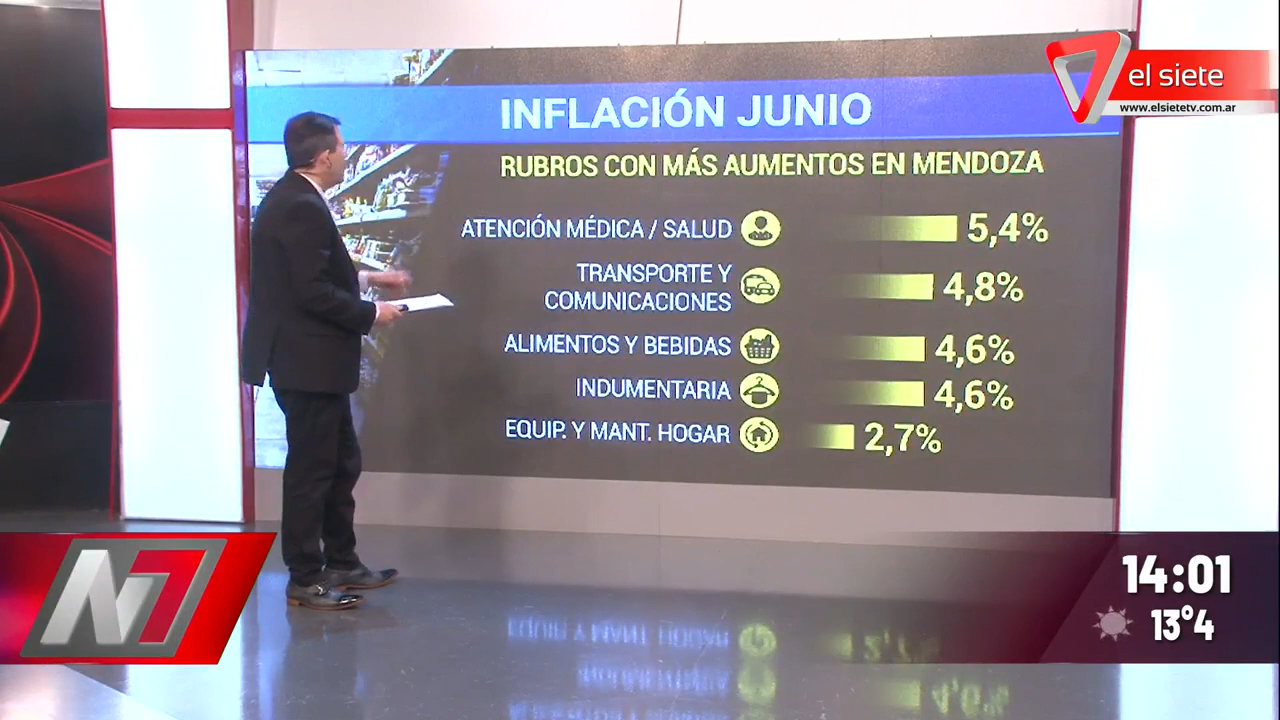 el siete
www.elsietetv.com.ar
INFLACIÓN JUNIO
RUBROS CON MÁS AUMENTOS EN MENDOZA
ATENCIÓN MÉDICA / SALUD 5,4%
TRANSPORTE Y
COMUNICACIONES 4,8%
ALIMENTOS Y BEBIDAS 4,6%
INDUMENTARIA 4,6%
EQUIP. Y MANT. HOGAR 2,7%
N7
14:01
13°4